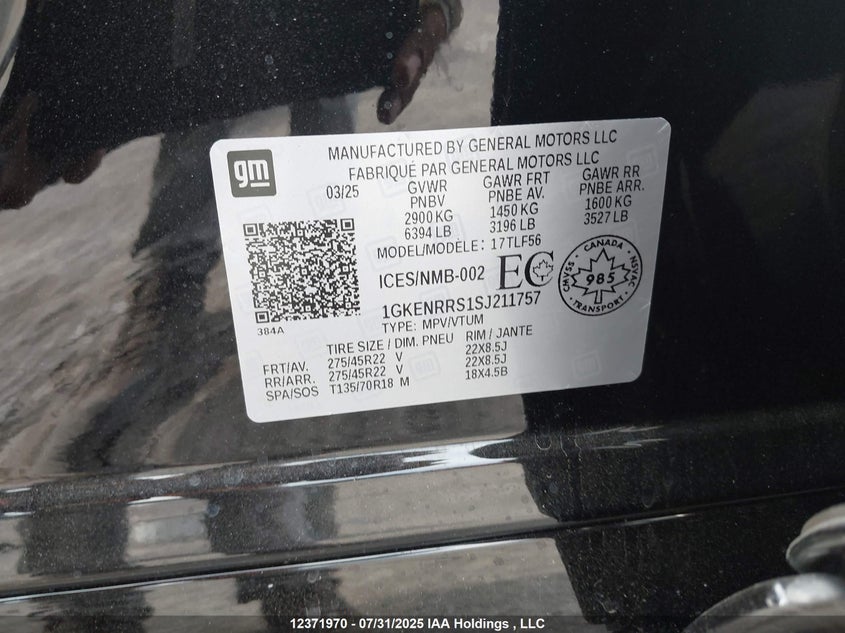 gm
MANUFACTURED BY GENERAL MOTORS LLC
FABRIQUÉ PAR GENERAL MOTORS LLC
03/25 GVWR GAWR FRT GAWR RR
PNBV PNBE AV. PNBE ARR.
2900 KG 1450 KG 1600 KG
6394 LB 3196 LB 3527 LB
MODEL/MODELE: 17TLF56
ICES/NMB-002 EC
CANADA
CMVSS 985 NSVAC
TRANSPORT
1GKENRRS1SJ211757
384A
TYPE: MPV/VTUM
TIRE SIZE / DIM. PNEU RIM / JANTE
FRT/AV. 275/45R22 V 22X8.5J
RR/ARR. 275/45R22 V 22X8.5J
SPA/SOS T135/70R18 M 18X4.5B
12371970 - 07/31/2025 IAA Holdings , LLC